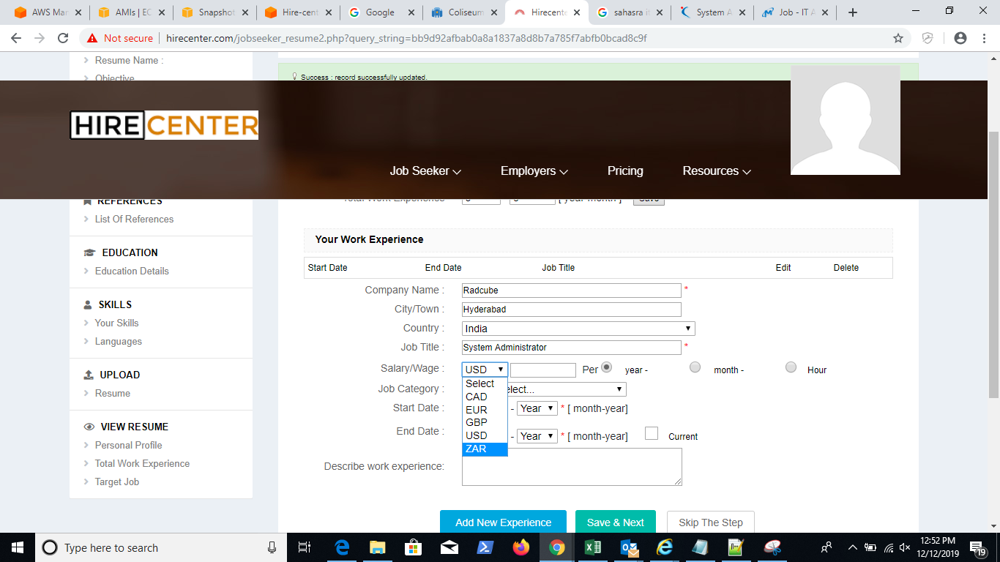 AWS Mar
AMIs | EC
Snapshot
Hire-cent
Google
Coliseum
Hirecente
sahasra it
System A
Job - IT A
Not secure
hirecenter.com/jobseeker_resume2.php?query_string=bb9d92afbab0a8a1837a8d8b7a785f7abfb0bcad8c9f
Resume Name :
Objective
Success : record successfully updated.
HIRE CENTER
Job Seeker
Employers
Pricing
Resources
REFERENCES
List Of References
EDUCATION
Education Details
SKILLS
Your Skills
Languages
UPLOAD
Resume
VIEW RESUME
Personal Profile
Total Work Experience
Target Job
Total Work Experience
[ year-month ]
Save
Your Work Experience
Start Date End Date Job Title Edit Delete
Company Name : Radcube *
City/Town : Hyderabad
Country : India
Job Title : System Administrator *
Salary/Wage : USD Per year - month - Hour
Select
CAD
EUR
GBP
USD
ZAR
Job Category : elect...
Start Date : - Year * [ month-year]
End Date : - Year * [ month-year] Current
Describe work experience:
Add New Experience
Save & Next
Skip The Step
Type here to search
12:52 PM
12/12/2019
19